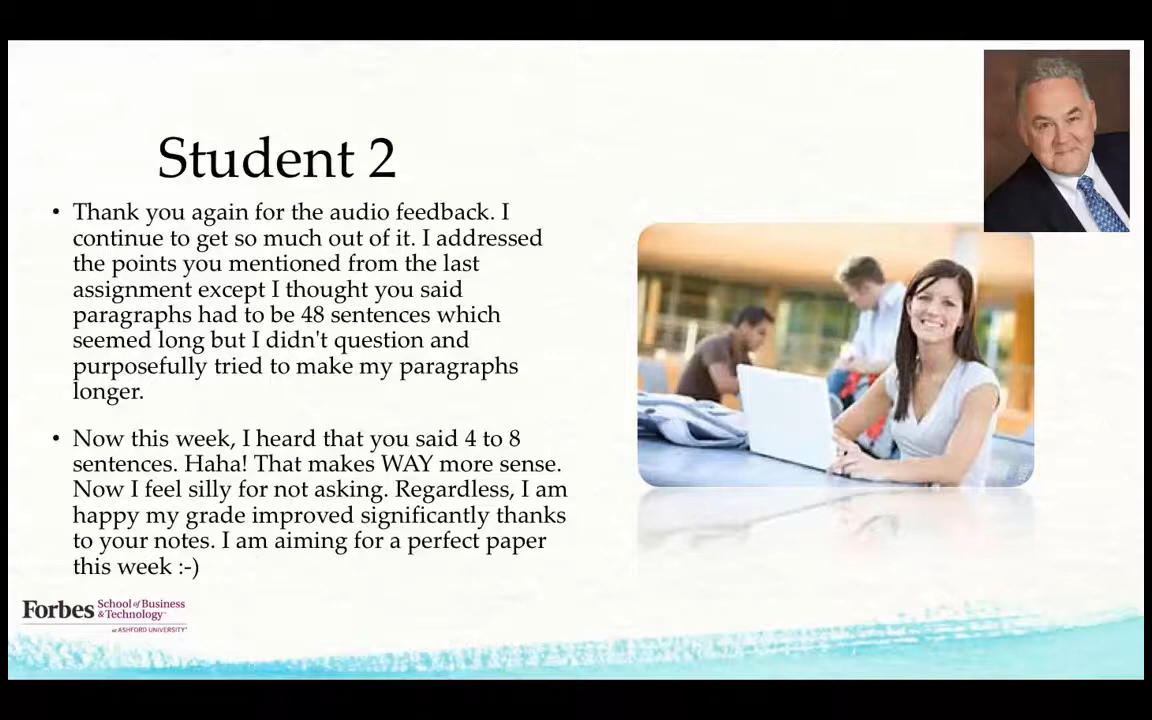 Student 2
• Thank you again for the audio feedback. I
continue to get so much out of it. I addressed
the points you mentioned from the last
assignment except I thought you said
paragraphs had to be 48 sentences which
seemed long but I didn't question and
purposefully tried to make my paragraphs
longer.
• Now this week, I heard that you said 4 to 8
sentences. Haha! That makes WAY more sense.
Now I feel silly for not asking. Regardless, I am
happy my grade improved significantly thanks
to your notes. I am aiming for a perfect paper
this week :-)
Forbes School of Business
& Technology™
at ASHFORD UNIVERSITY®